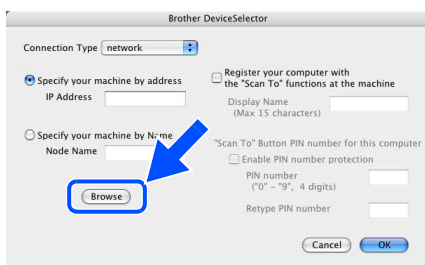 Brother DeviceSelector
Connection Type network
Specify your machine by address
IP Address
Specify your machine by Name
Node Name
Browse
Register your computer with
the "Scan To" functions at the machine
Display Name
(Max 15 characters)
"Scan To" Button PIN number for this computer
Enable PIN number protection
PIN number
("0" – "9", 4 digits)
Retype PIN number
Cancel OK